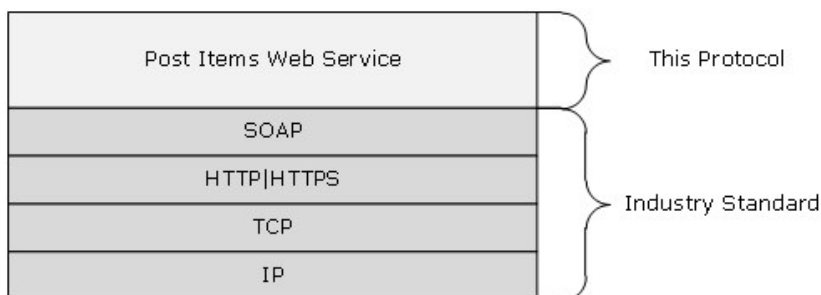 Post Items Web Service
This Protocol
SOAP
HTTP|HTTPS
Industry Standard
TCP
IP